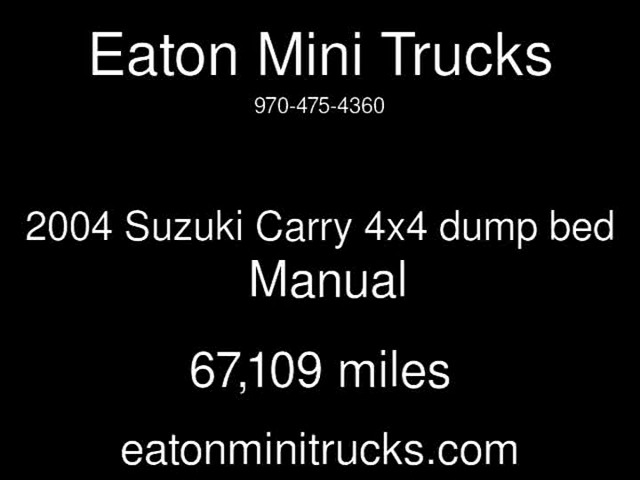 Eaton Mini Trucks
970-475-4360
2004 Suzuki Carry 4x4 dump bed
Manual
67,109 miles
eatonminitrucks.com